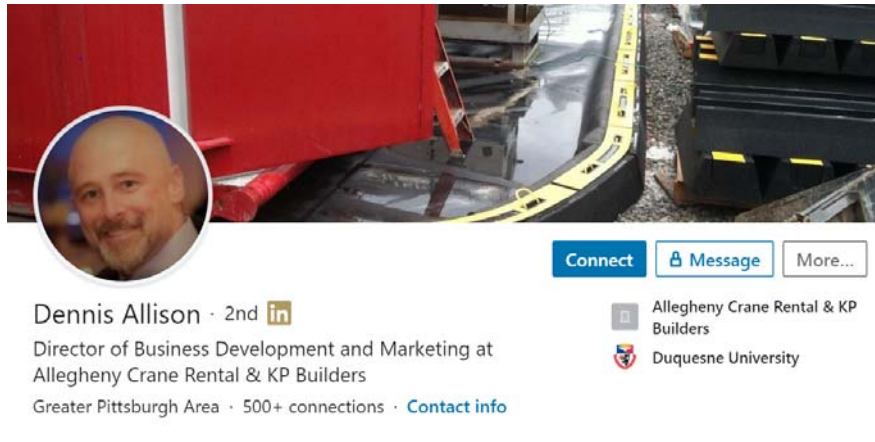 Connect
Message
More...
Dennis Allison · 2nd in
Director of Business Development and Marketing at
Allegheny Crane Rental & KP Builders
Greater Pittsburgh Area · 500+ connections · Contact info
Allegheny Crane Rental & KP
Builders
Duquesne University